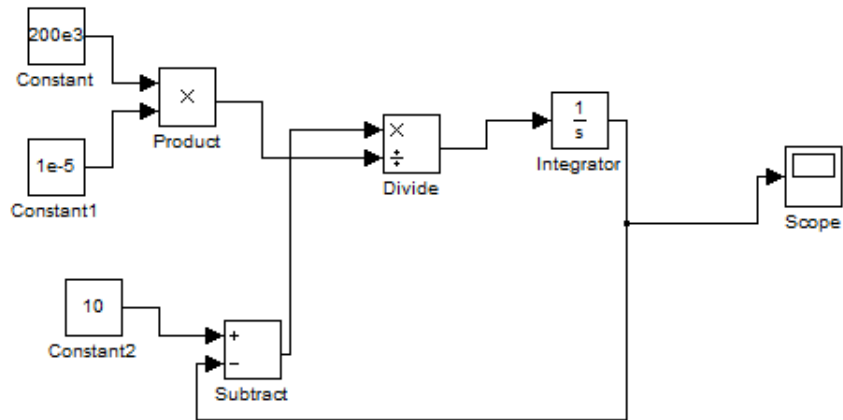 200e3
Constant
×
Product
1e-5
Constant1
×
÷
Divide
1
s
Integrator
Scope
10
Constant2
+
−
Subtract